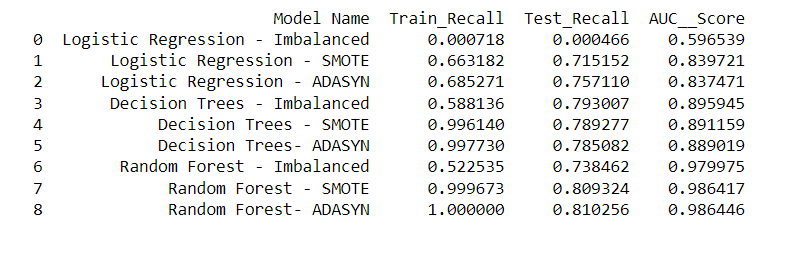 Model Name Train_Recall Test_Recall AUC__Score
0 Logistic Regression - Imbalanced 0.000718 0.000466 0.596539
1 Logistic Regression - SMOTE 0.663182 0.715152 0.839721
2 Logistic Regression - ADASYN 0.685271 0.757110 0.837471
3 Decision Trees - Imbalanced 0.588136 0.793007 0.895945
4 Decision Trees - SMOTE 0.996140 0.789277 0.891159
5 Decision Trees- ADASYN 0.997730 0.785082 0.889019
6 Random Forest - Imbalanced 0.522535 0.738462 0.979975
7 Random Forest - SMOTE 0.999673 0.809324 0.986417
8 Random Forest- ADASYN 1.000000 0.810256 0.986446